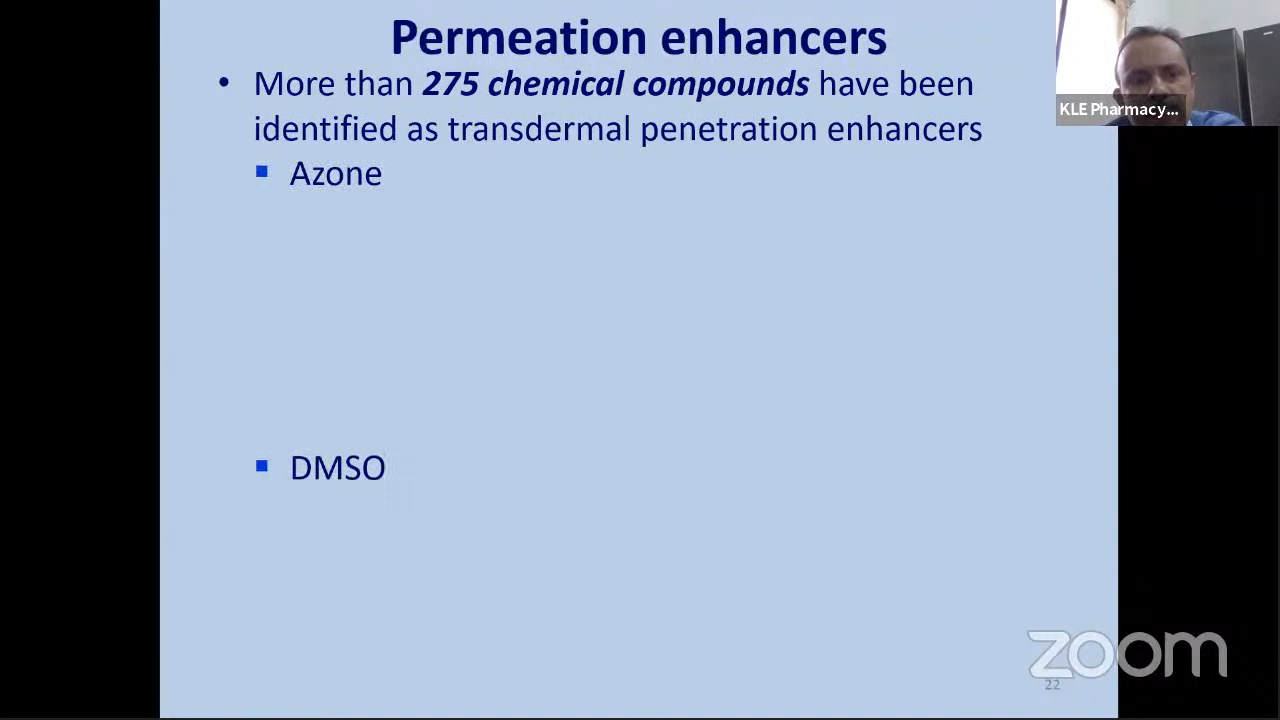 Permeation enhancers
• More than 275 chemical compounds have been
identified as transdermal penetration enhancers
▪ Azone
▪ DMSO
KLE Pharmacy...
zoom
22